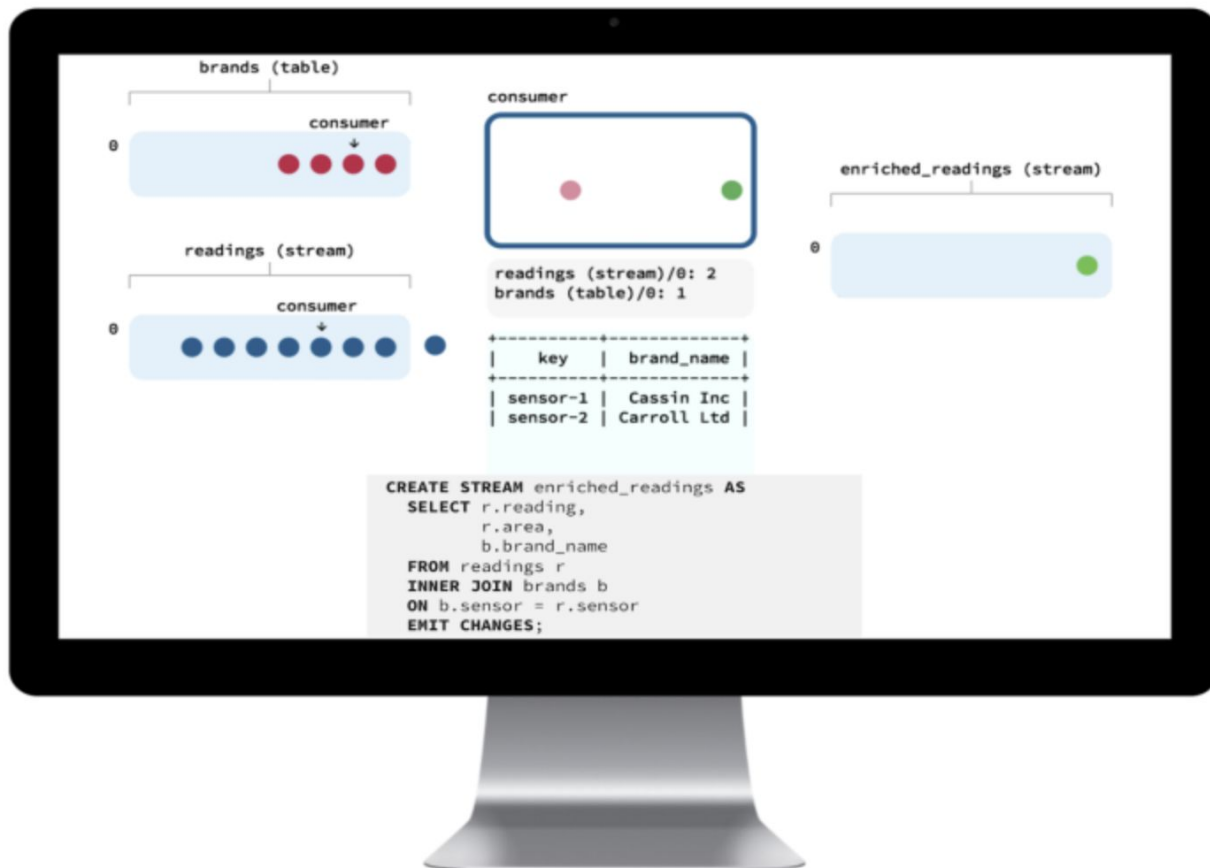 brands (table)
consumer
↓
0
readings (stream)
consumer
↓
0
consumer
readings (stream)/0: 2
brands (table)/0: 1
+----------+-------------+
|    key   |  brand_name |
+----------+-------------+
| sensor-1 |  Cassin Inc |
| sensor-2 | Carroll Ltd |
enriched_readings (stream)
0
CREATE STREAM enriched_readings AS
  SELECT r.reading,
         r.area,
         b.brand_name
  FROM readings r
  INNER JOIN brands b
  ON b.sensor = r.sensor
  EMIT CHANGES;